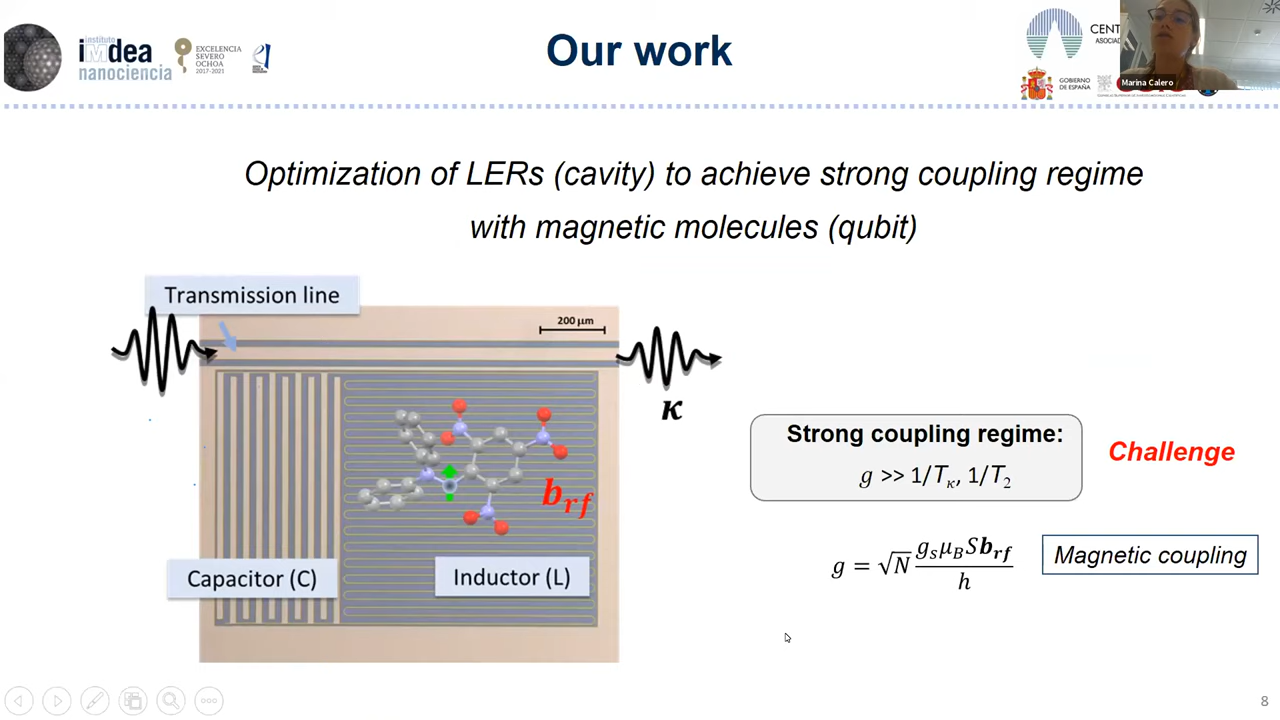 instituto
imdea
nanociencia
EXCELENCIA
SEVERO
OCHOA
2017-2021
Our work
CENT
ASOCIAD
GOBIERNO
DE ESPAÑA
Marina Calero
Optimization of LERs (cavity) to achieve strong coupling regime
with magnetic molecules (qubit)
Transmission line
200 µm
κ
b_rf
Capacitor (C)
Inductor (L)
Strong coupling regime:
g >> 1/T_κ, 1/T_2
Challenge
g = √N g_s μ_B S b_rf / h
Magnetic coupling
8